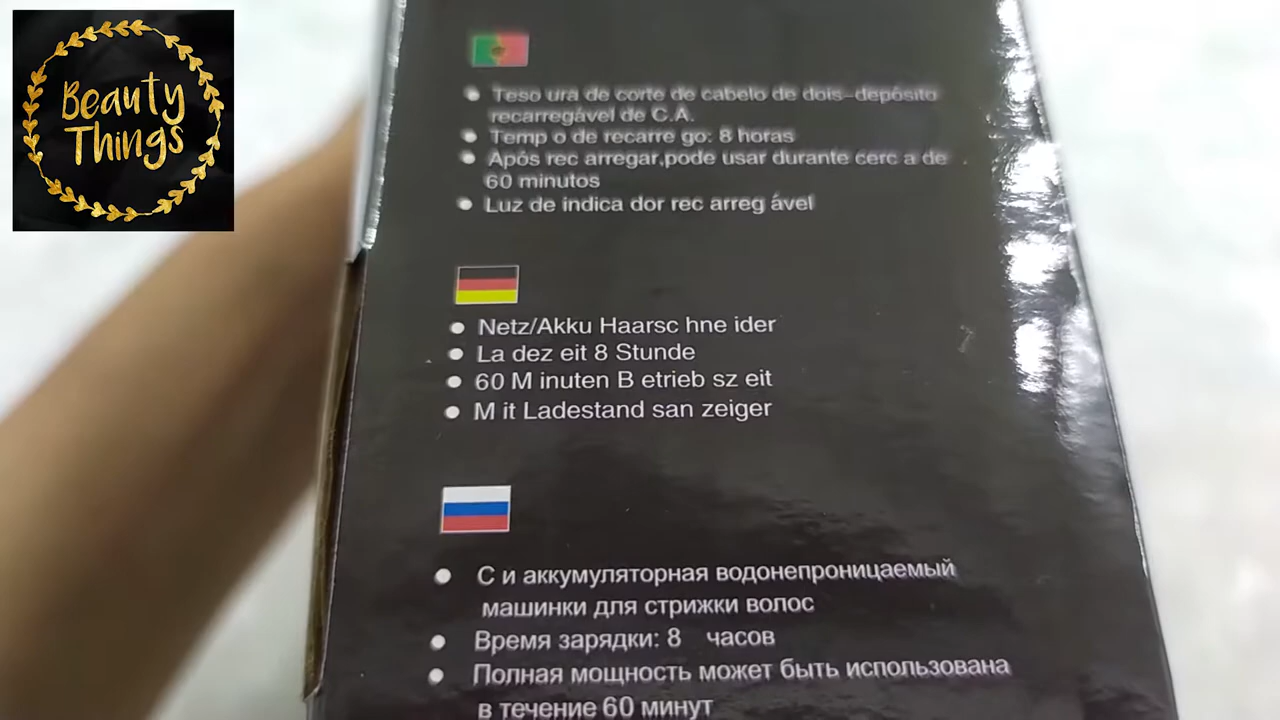 Beauty
Things
Teso ura de corte de cabelo de dois-depósito
recarregável de C.A.
Temp o de recarre go: 8 horas
Após rec arregar,pode usar durante cerc a de
60 minutos
Luz de indica dor rec arreg ável
Netz/Akku Haarsc hne ider
La dez eit 8 Stunde
60 M inuten B etrieb sz eit
M it Ladestand san zeiger
С и аккумуляторная водонепроницаемый
машинки для стрижки волос
Время зарядки: 8 часов
Полная мощность может быть использована
в течение 60 минут